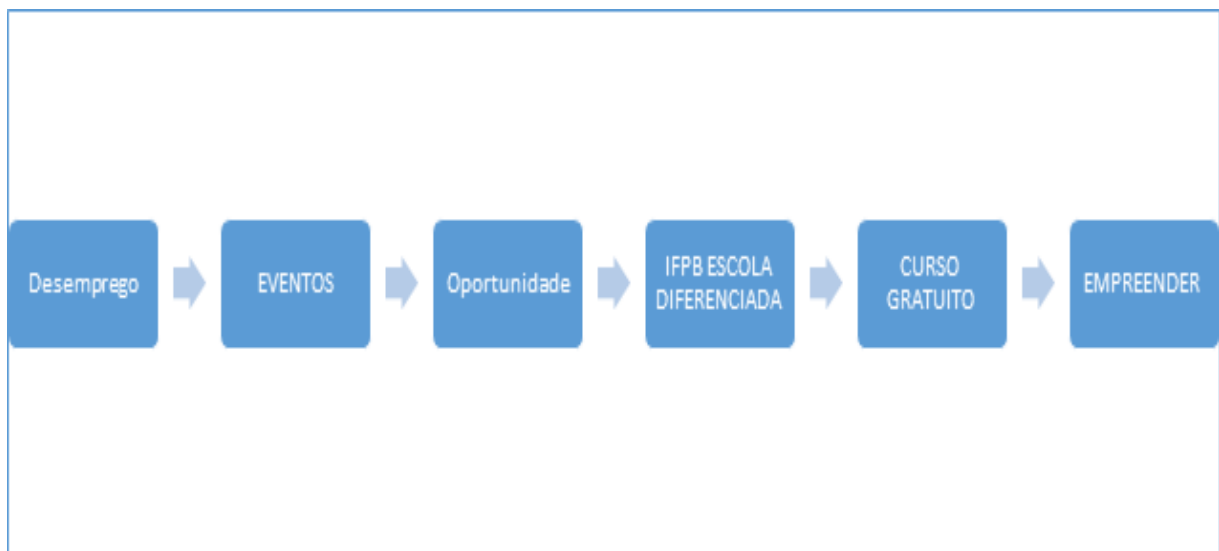 Desemprego
EVENTOS
Oportunidade
IFPB ESCOLA
DIFERENCIADA
CURSO
GRATUITO
EMPREENDER